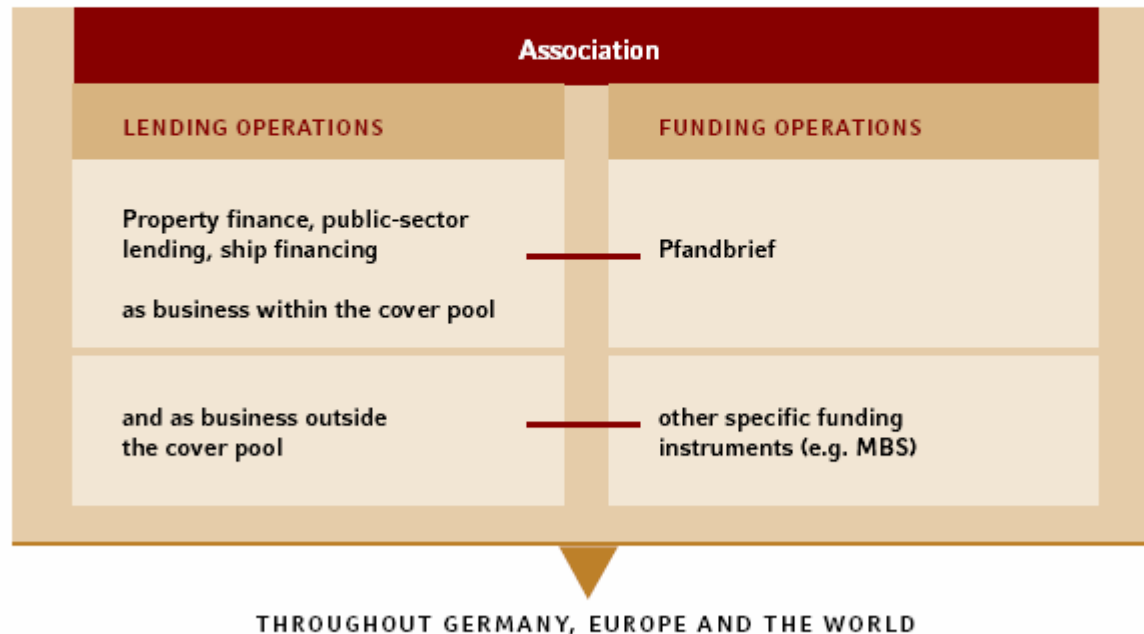 Association
LENDING OPERATIONS
FUNDING OPERATIONS
Property finance, public-sector
lending, ship financing
as business within the cover pool
Pfandbrief
and as business outside
the cover pool
other specific funding
instruments (e.g. MBS)
THROUGHOUT GERMANY, EUROPE AND THE WORLD